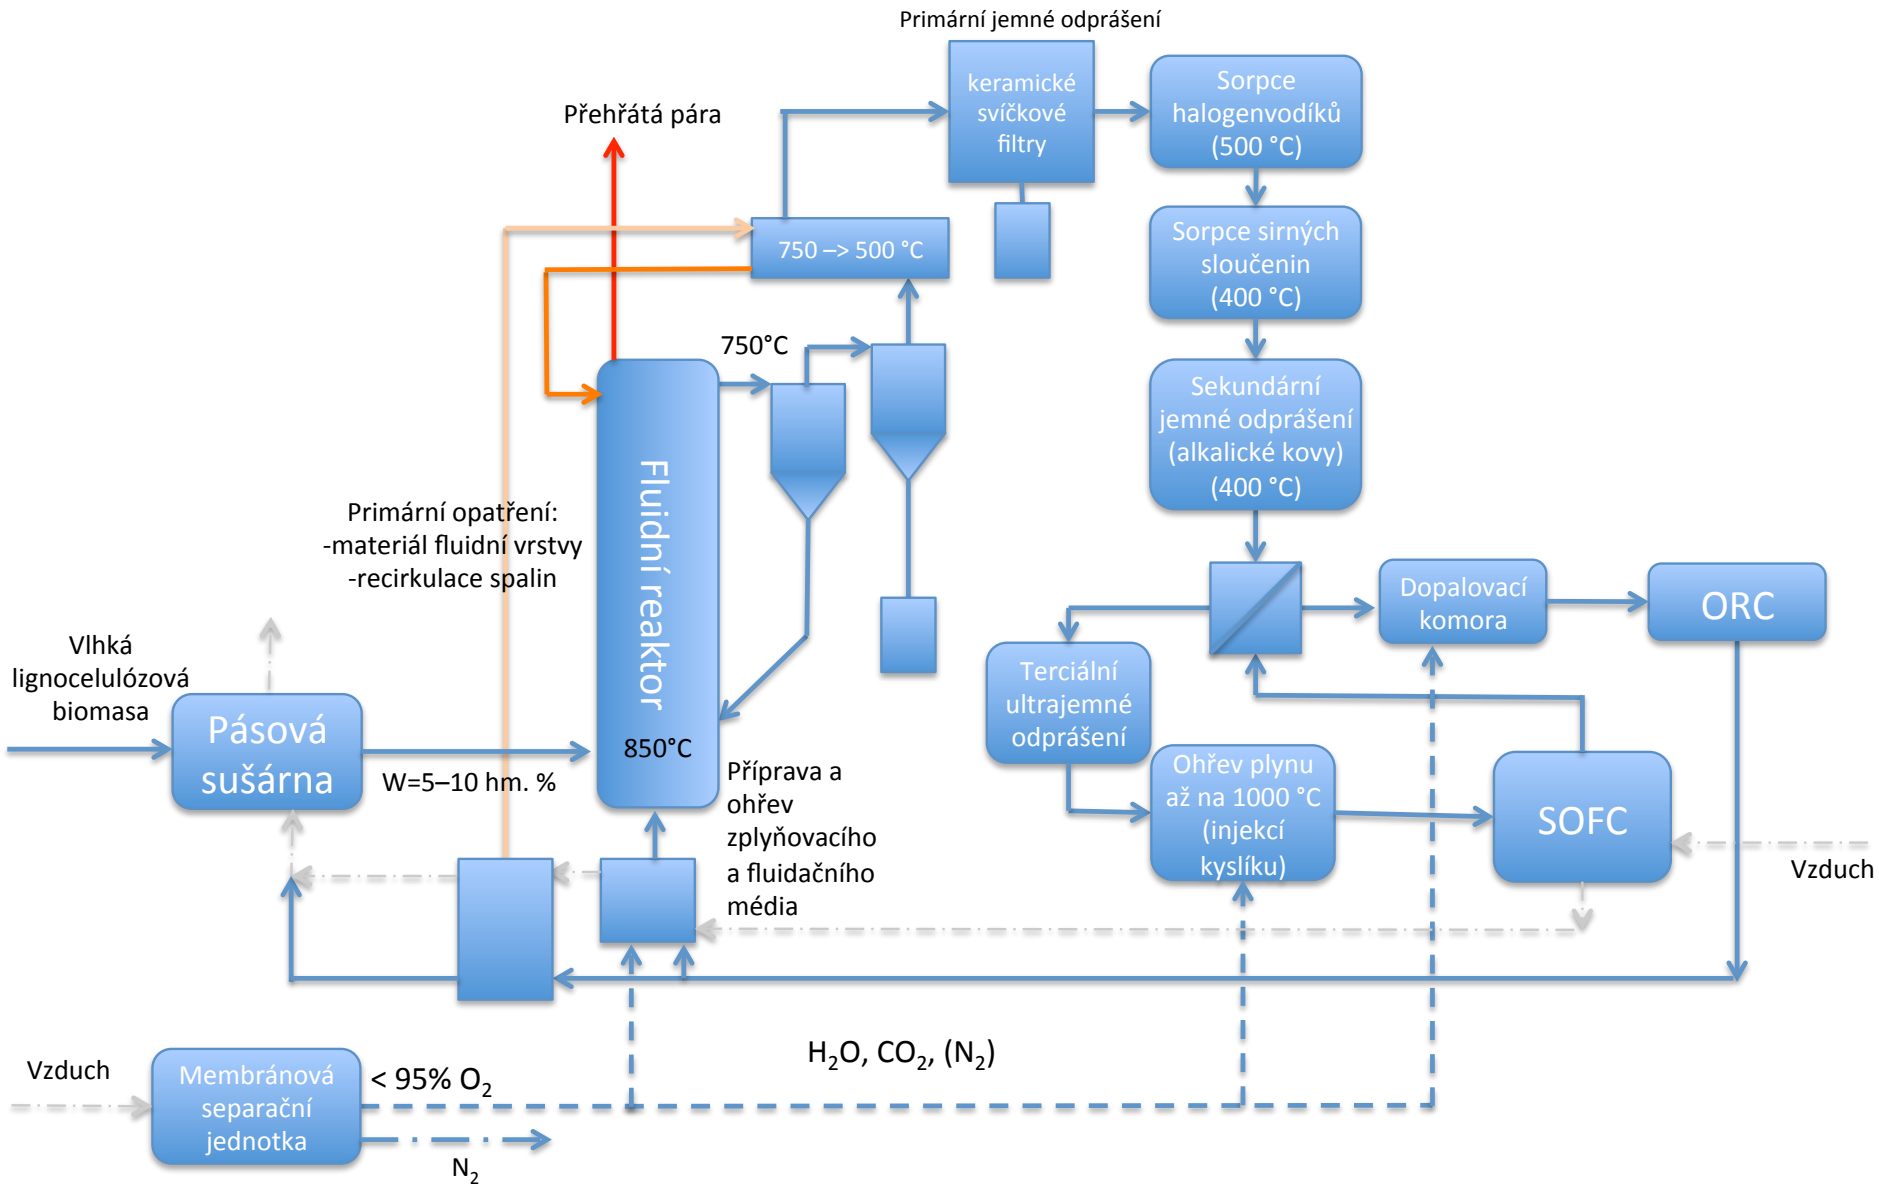 Primární jemné odprášení
keramické
svíčkové
filtry
Sorpce
halogenvodíků
(500 °C)
Přehřátá pára
Sorpce sirných
sloučenin
(400 °C)
750 –> 500 °C
750°C
Sekundární
jemné odprášení
(alkalické kovy)
(400 °C)
Fluidní reaktor
850°C
Primární opatření:
-materiál fluidní vrstvy
-recirkulace spalin
Dopalovací
komora
ORC
Vlhká
lignocelulózová
biomasa
Pásová
sušárna
W=5–10 hm. %
Terciální
ultrajemné
odprášení
Příprava a
ohřev
zplyňovacího
a fluidačního
média
Ohřev plynu
až na 1000 °C
(injekcí
kyslíku)
SOFC
Vzduch
H2O, CO2, (N2)
Vzduch
Membránová
separační
jednotka
< 95% O2
N2